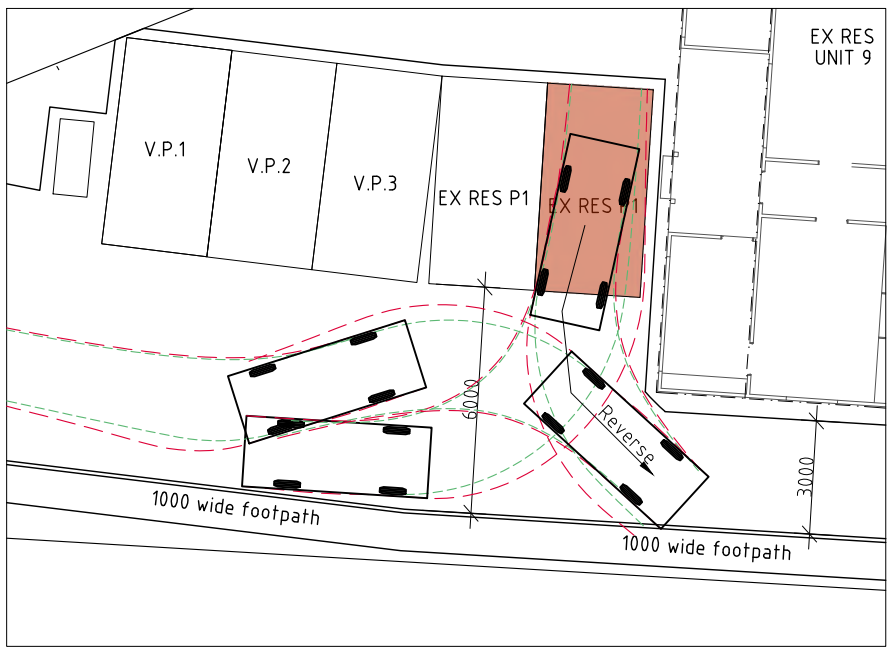 EX RES
UNIT 9
V.P.1
V.P.2
V.P.3
EX RES P1
EX RES P1
6000
Reverse
3000
1000 wide footpath
1000 wide footpath